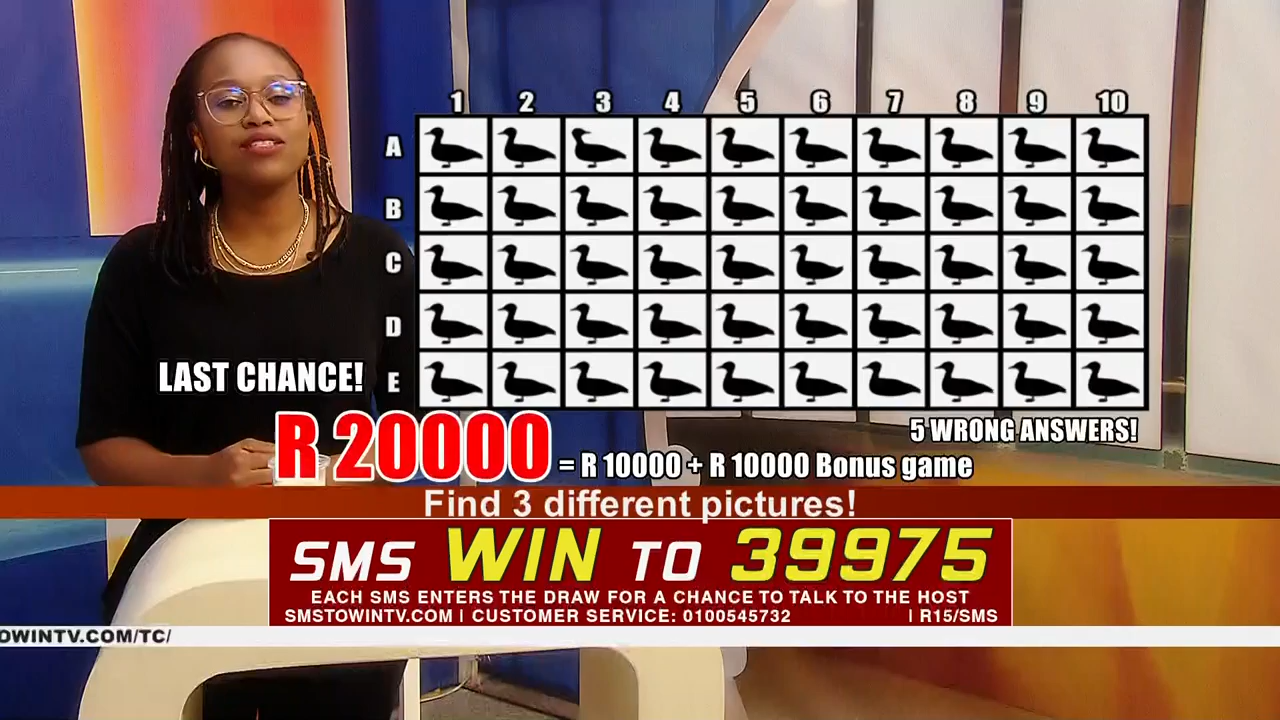 1 2 3 4 5 6 7 8 9 10
A
B
C
D
E
LAST CHANCE!
5 WRONG ANSWERS!
R 20000 = R 10000 + R 10000 Bonus game
Find 3 different pictures!
SMS WIN TO 39975
EACH SMS ENTERS THE DRAW FOR A CHANCE TO TALK TO THE HOST
SMSTOWINTV.COM | CUSTOMER SERVICE: 0100545732 | R15/SMS
OWINTV.COM/TC/